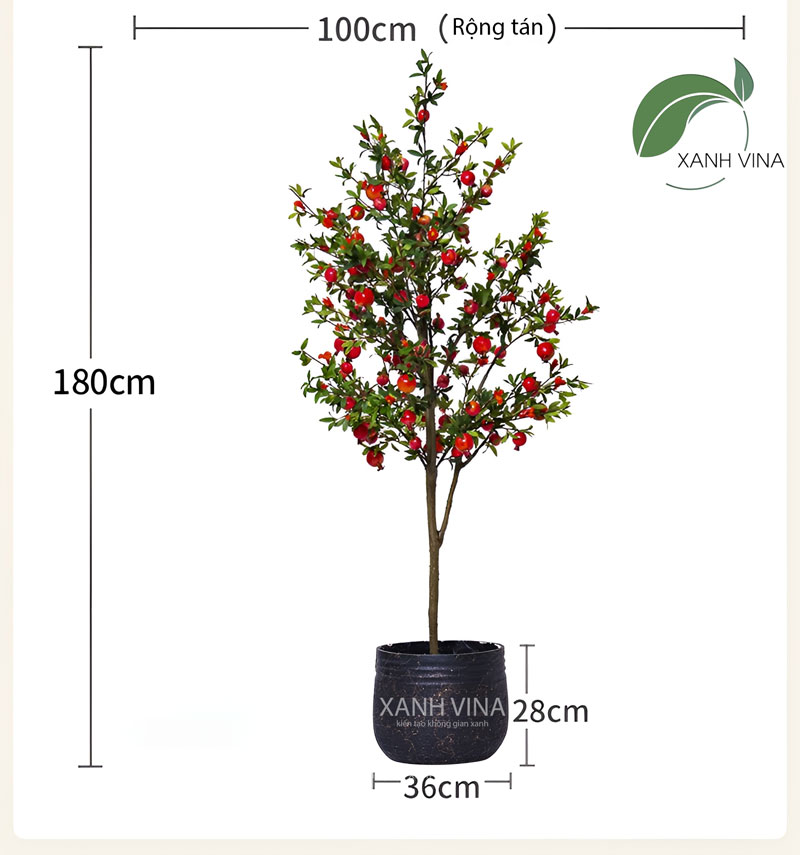 100cm (Rộng tán)
XANH VINA
180cm
XANH VINA
kiến tạo không gian xanh
28cm
36cm